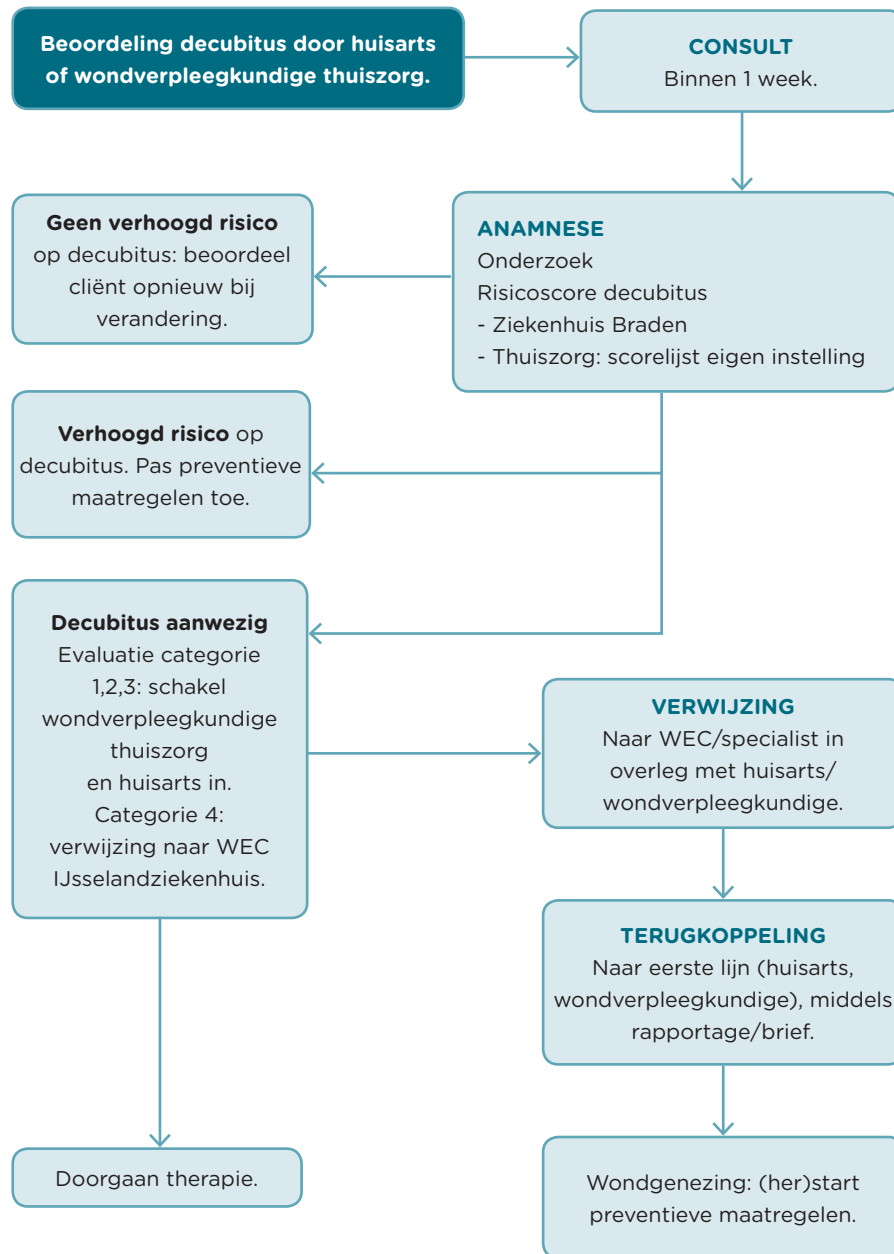 Beoordeling decubitus door huisarts
of wondverpleegkundige thuiszorg.
CONSULT
Binnen 1 week.
ANAMNESE
Onderzoek
Risicoscore decubitus
- Ziekenhuis Braden
- Thuiszorg: scorelijst eigen instelling
Geen verhoogd risico
op decubitus: beoordeel
cliënt opnieuw bij
verandering.
Verhoogd risico op
decubitus. Pas preventieve
maatregelen toe.
Decubitus aanwezig
Evaluatie categorie
1,2,3: schakel
wondverpleegkundige
thuiszorg
en huisarts in.
Categorie 4:
verwijzing naar WEC
IJsselandziekenhuis.
VERWIJZING
Naar WEC/specialist in
overleg met huisarts/
wondverpleegkundige.
TERUGKOPPELING
Naar eerste lijn (huisarts,
wondverpleegkundige), middels
rapportage/brief.
Doorgaan therapie.
Wondgenezing: (her)start
preventieve maatregelen.